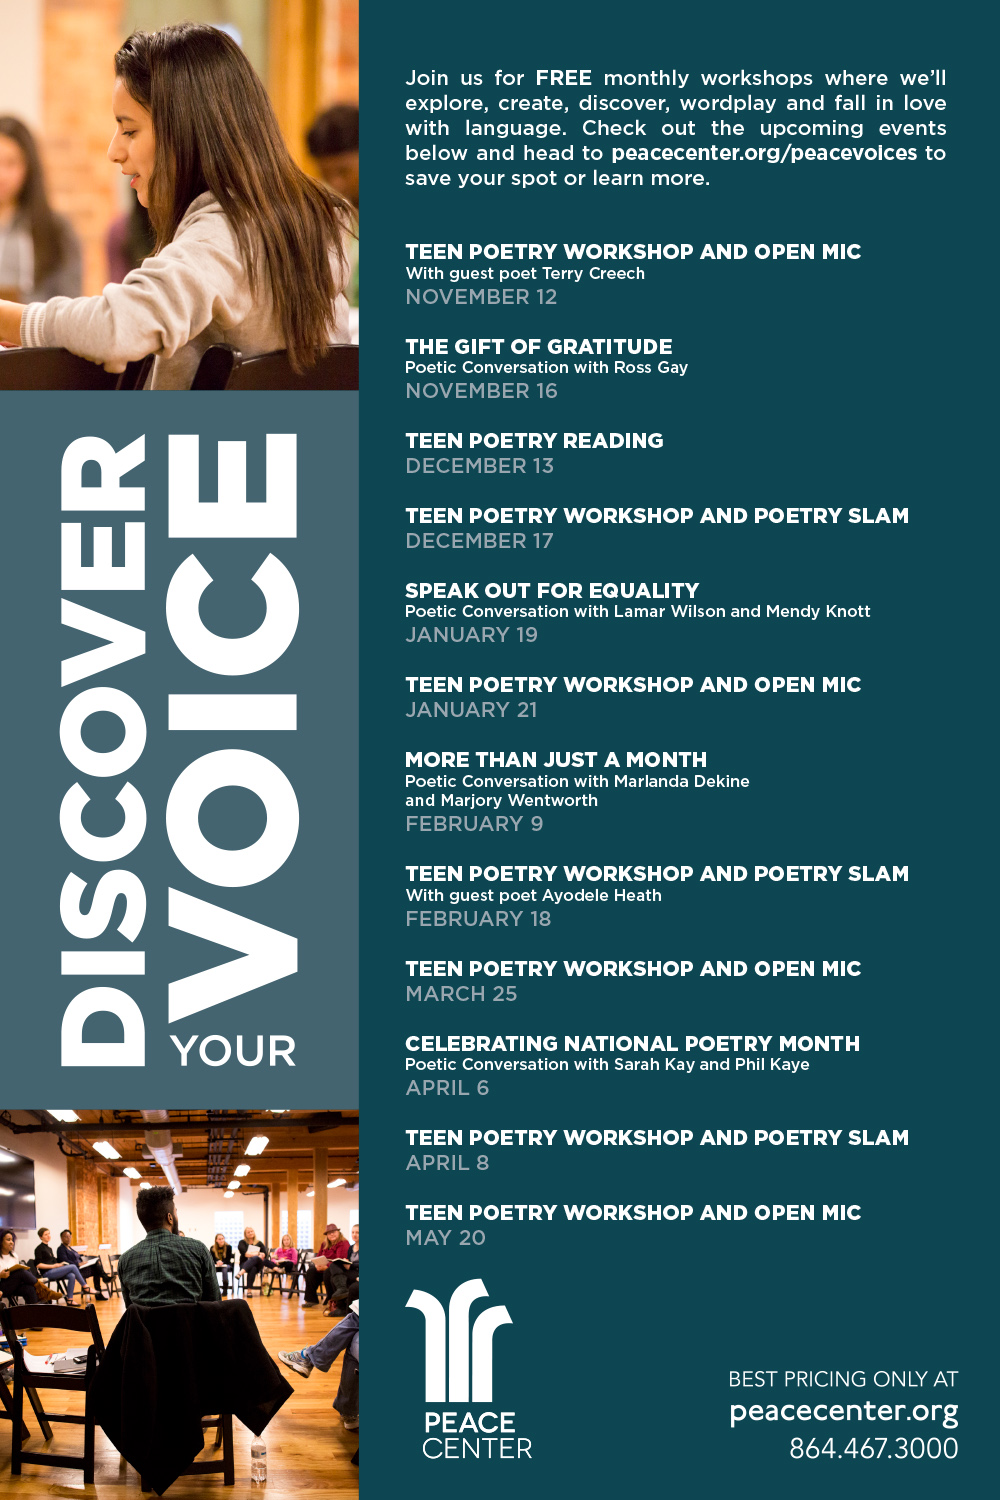 Join us for FREE monthly workshops where we’ll
explore, create, discover, wordplay and fall in love
with language. Check out the upcoming events
below and head to peacecenter.org/peacevoices to
save your spot or learn more.
TEEN POETRY WORKSHOP AND OPEN MIC
With guest poet Terry Creech
NOVEMBER 12
THE GIFT OF GRATITUDE
Poetic Conversation with Ross Gay
NOVEMBER 16
TEEN POETRY READING
DECEMBER 13
TEEN POETRY WORKSHOP AND POETRY SLAM
DECEMBER 17
SPEAK OUT FOR EQUALITY
Poetic Conversation with Lamar Wilson and Mendy Knott
JANUARY 19
TEEN POETRY WORKSHOP AND OPEN MIC
JANUARY 21
MORE THAN JUST A MONTH
Poetic Conversation with Marlanda Dekine
and Marjory Wentworth
FEBRUARY 9
TEEN POETRY WORKSHOP AND POETRY SLAM
With guest poet Ayodele Heath
FEBRUARY 18
TEEN POETRY WORKSHOP AND OPEN MIC
MARCH 25
CELEBRATING NATIONAL POETRY MONTH
Poetic Conversation with Sarah Kay and Phil Kaye
APRIL 6
TEEN POETRY WORKSHOP AND POETRY SLAM
APRIL 8
TEEN POETRY WORKSHOP AND OPEN MIC
MAY 20
DISCOVER
YOUR VOICE
PEACE
CENTER
BEST PRICING ONLY AT
peacecenter.org
864.467.3000